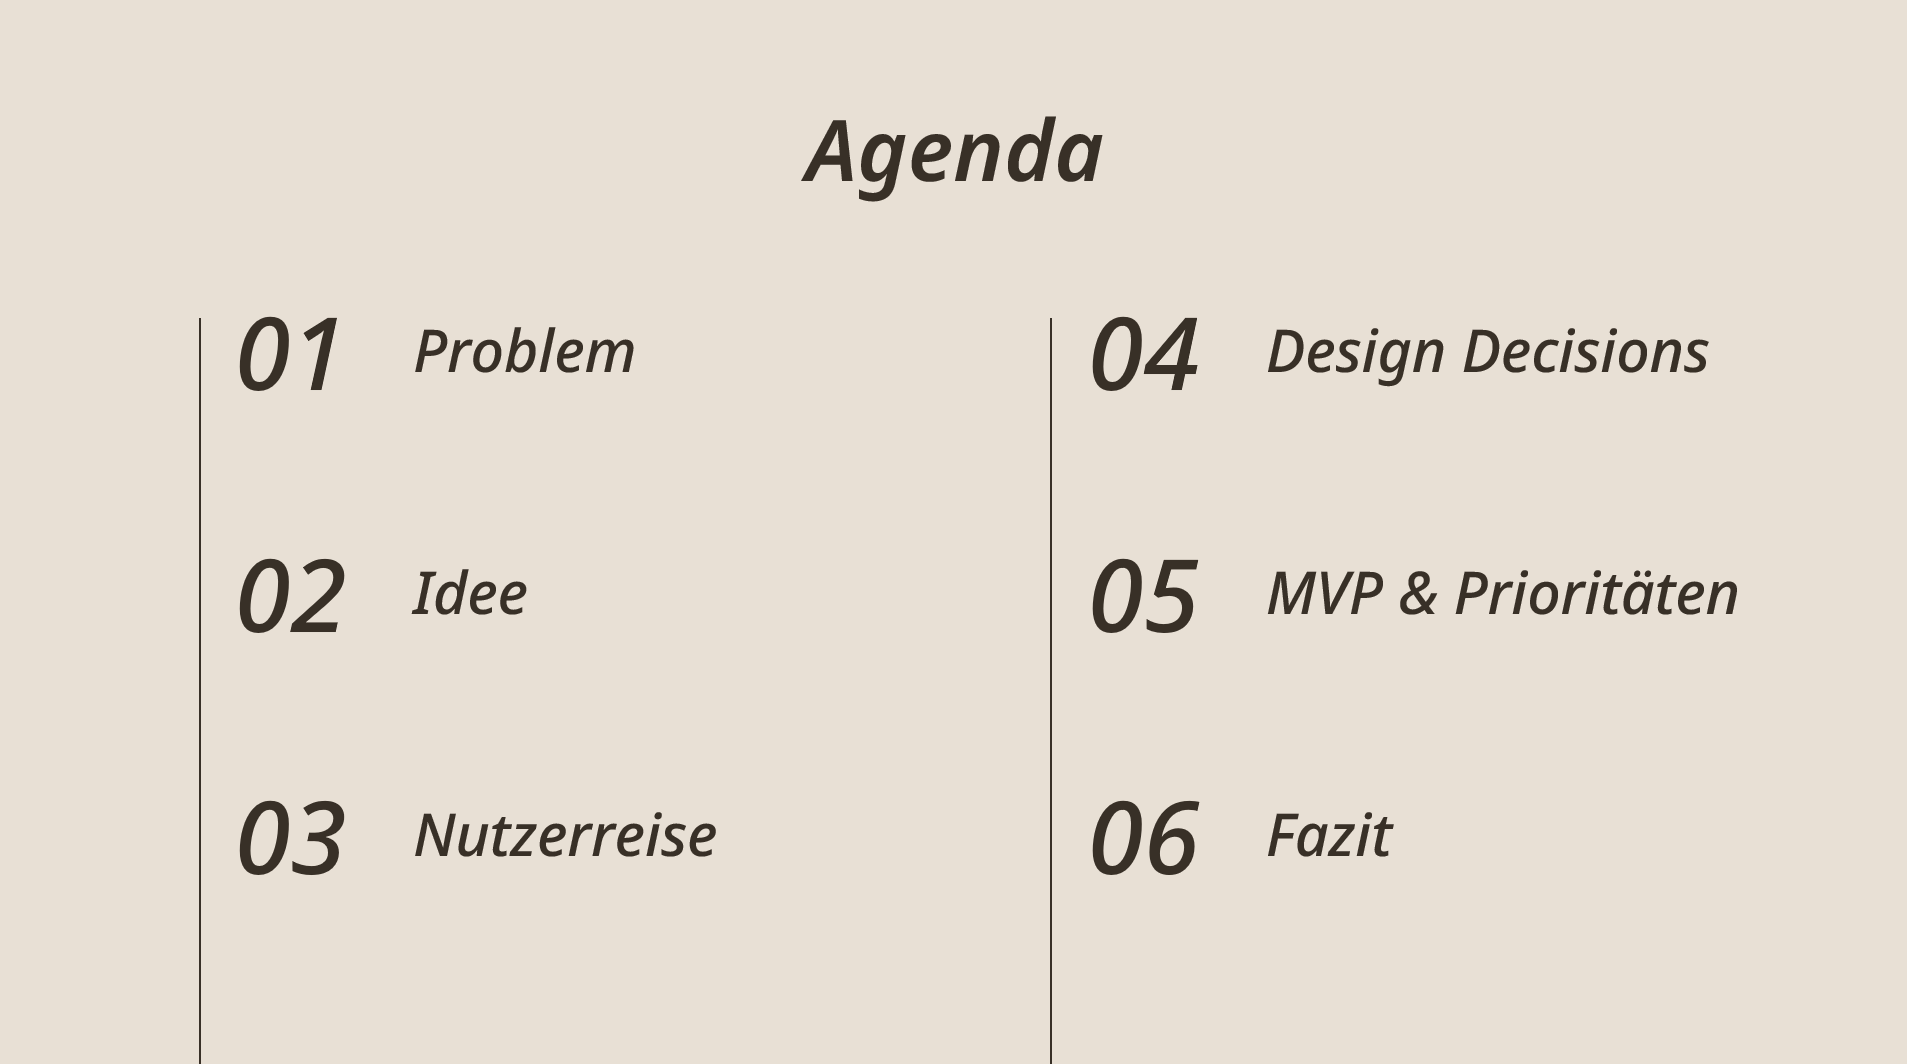 Agenda
01 Problem
02 Idee
03 Nutzerreise
04 Design Decisions
05 MVP & Prioritäten
06 Fazit